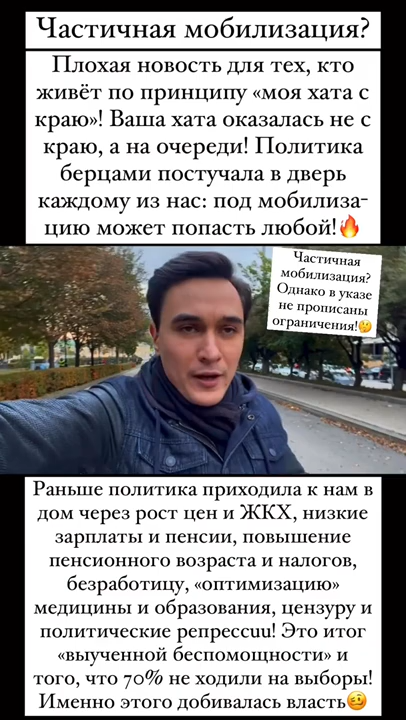 Частичная мобилизация?
Плохая новость для тех, кто
живёт по принципу «моя хата с
краю»! Ваша хата оказалась не с
краю, а на очереди! Политика
берцами постучала в дверь
каждому из нас: под мобилиза-
цию может попасть любой!🔥
Частичная
мобилизация?
Однако в указе
не прописаны
ограничения!🤔
Раньше политика приходила к нам в
дом через рост цен и ЖКХ, низкие
зарплаты и пенсии, повышение
пенсионного возраста и налогов,
безработицу, «оптимизацию»
медицины и образования, цензуру и
политические репрессии! Это итог
«выученной беспомощности» и
того, что 70% не ходили на выборы!
Именно этого добивалась власть🥴